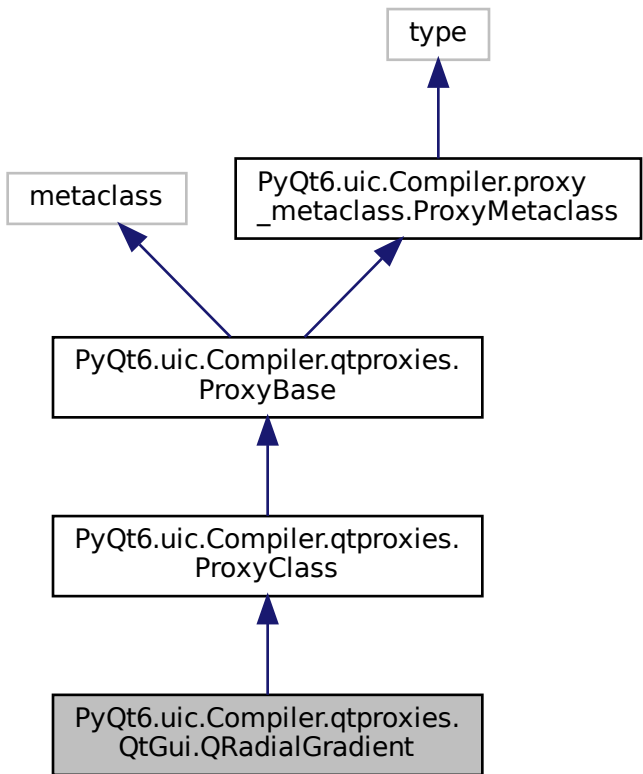 type
metaclass
PyQt6.uic.Compiler.proxy
_metaclass.ProxyMetaclass
PyQt6.uic.Compiler.qtproxies.
ProxyBase
PyQt6.uic.Compiler.qtproxies.
ProxyClass
PyQt6.uic.Compiler.qtproxies.
QtGui.QRadialGradient